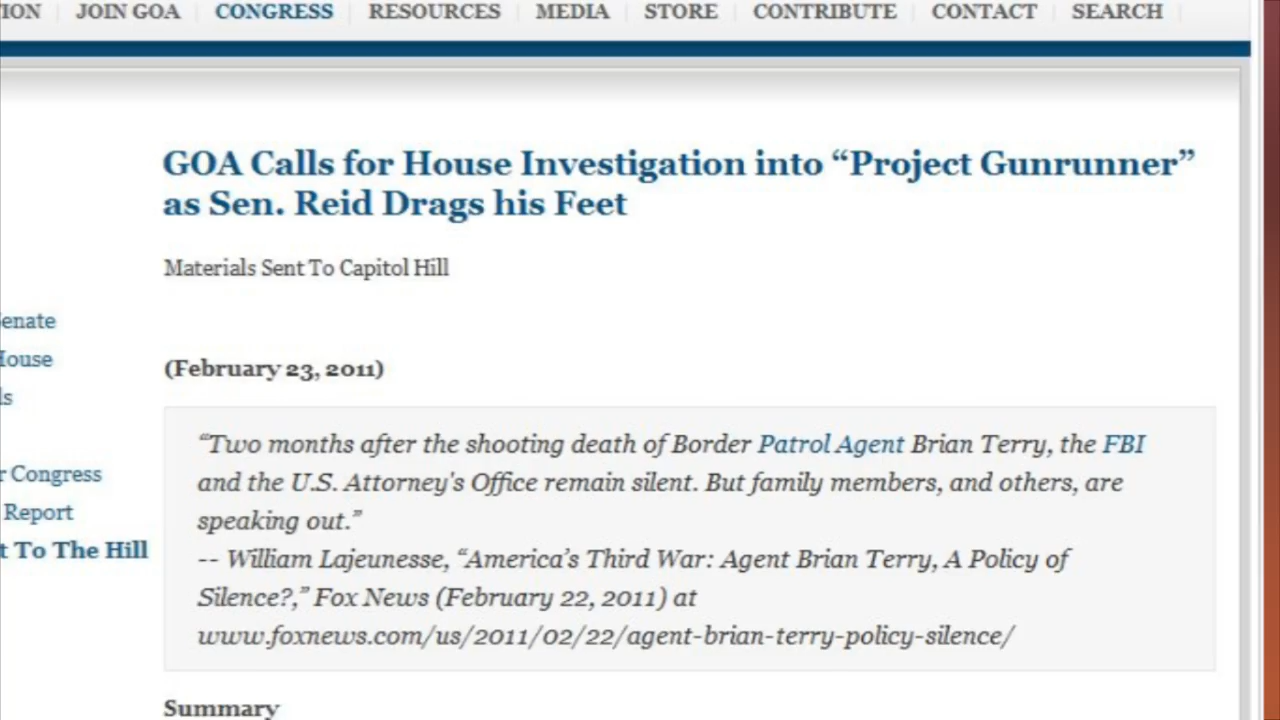 ION JOIN GOA CONGRESS RESOURCES MEDIA STORE CONTRIBUTE CONTACT SEARCH
GOA Calls for House Investigation into “Project Gunrunner”
as Sen. Reid Drags his Feet
Materials Sent To Capitol Hill
enate
House
ls
r Congress
Report
t To The Hill
(February 23, 2011)
“Two months after the shooting death of Border Patrol Agent Brian Terry, the FBI
and the U.S. Attorney's Office remain silent. But family members, and others, are
speaking out.”
-- William Lajeunesse, “America’s Third War: Agent Brian Terry, A Policy of
Silence?,” Fox News (February 22, 2011) at
www.foxnews.com/us/2011/02/22/agent-brian-terry-policy-silence/
Summary